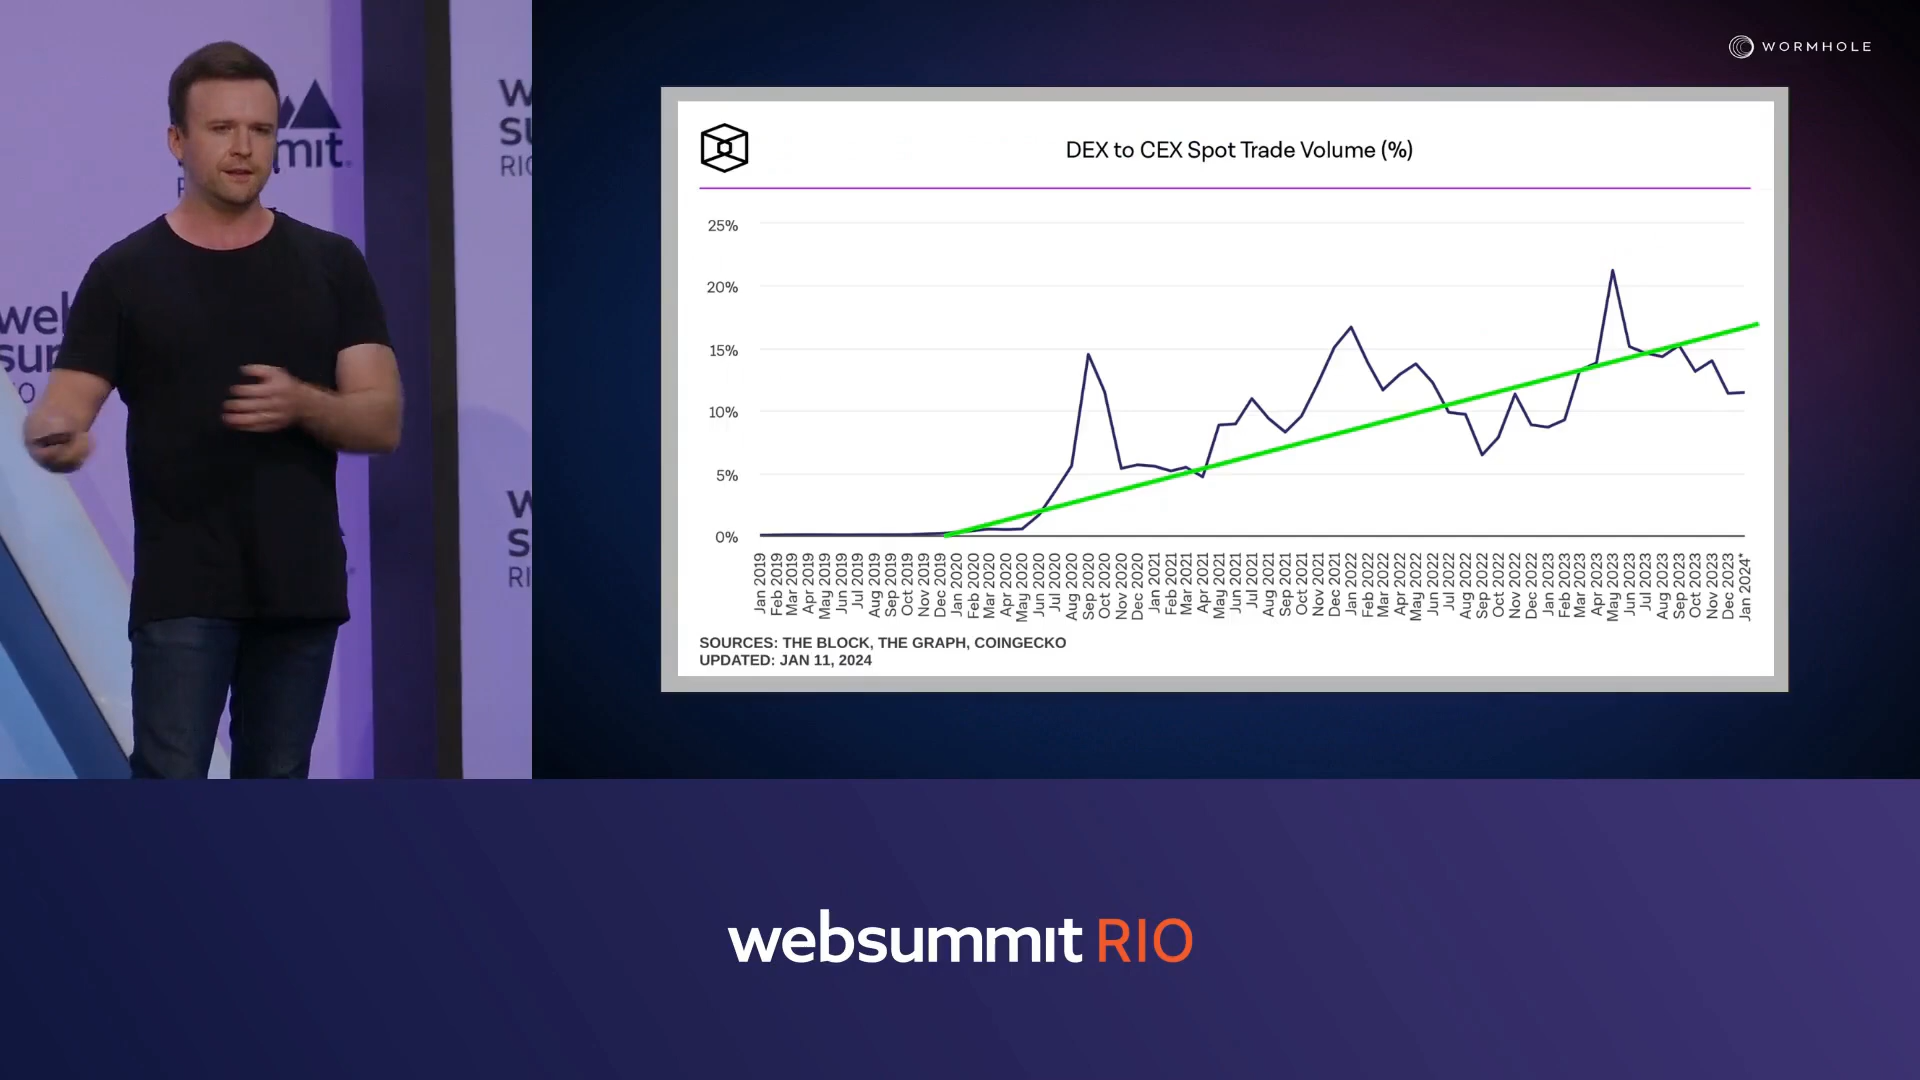 WORMHOLE
DEX to CEX Spot Trade Volume (%)
25%
20%
15%
10%
5%
0%
Jan 2019
Feb 2019
Mar 2019
Apr 2019
May 2019
Jun 2019
Jul 2019
Aug 2019
Sep 2019
Oct 2019
Nov 2019
Dec 2019
Jan 2020
Feb 2020
Mar 2020
Apr 2020
May 2020
Jun 2020
Jul 2020
Aug 2020
Sep 2020
Oct 2020
Nov 2020
Dec 2020
Jan 2021
Feb 2021
Mar 2021
Apr 2021
May 2021
Jun 2021
Jul 2021
Aug 2021
Sep 2021
Oct 2021
Nov 2021
Dec 2021
Jan 2022
Feb 2022
Mar 2022
Apr 2022
May 2022
Jun 2022
Jul 2022
Aug 2022
Sep 2022
Oct 2022
Nov 2022
Dec 2022
Jan 2023
Feb 2023
Mar 2023
Apr 2023
May 2023
Jun 2023
Jul 2023
Aug 2023
Sep 2023
Oct 2023
Nov 2023
Dec 2023
Jan 2024*
SOURCES: THE BLOCK, THE GRAPH, COINGECKO
UPDATED: JAN 11, 2024
websummit RIO